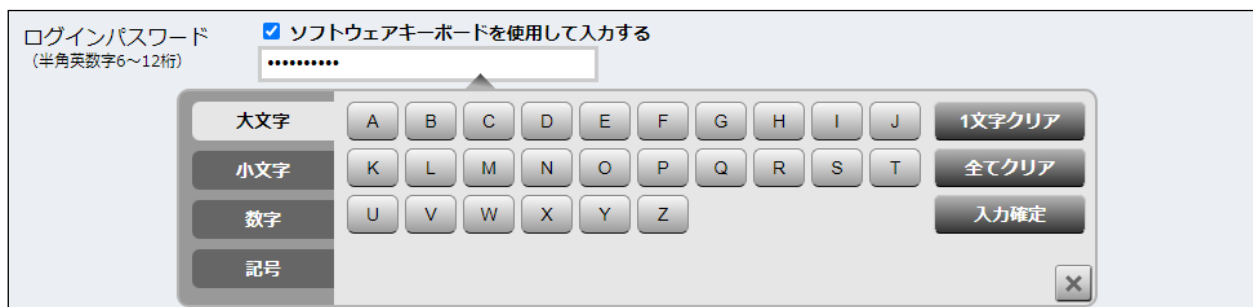 ログインパスワード
(半角英数字6～12桁)
ソフトウェアキーボードを使用して入力する
••••••••••
大文字 A B C D E F G H I J 1文字クリア
小文字 K L M N O P Q R S T 全てクリア
数字 U V W X Y Z 入力確定
記号
×